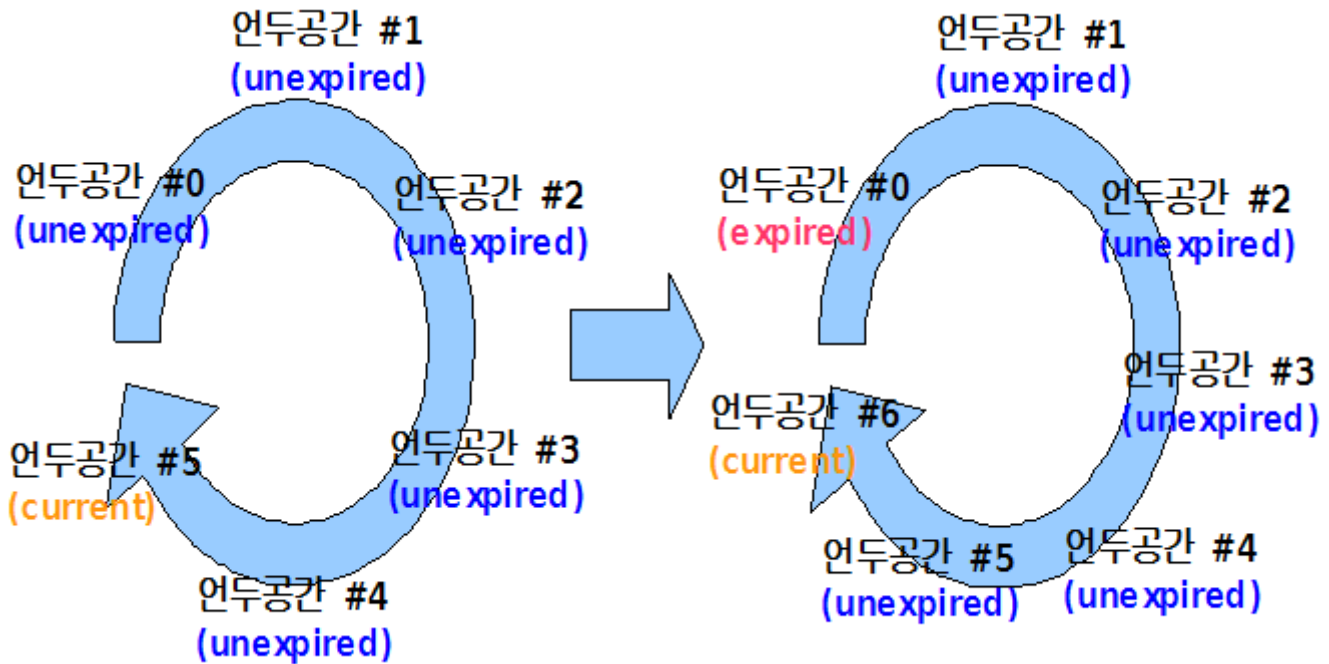 언두공간 #1
(unexpired)
언두공간 #0
(unexpired)
언두공간 #2
(unexpired)
언두공간 #3
(unexpired)
언두공간 #5
(current)
언두공간 #4
(unexpired)
언두공간 #1
(unexpired)
언두공간 #0
(expired)
언두공간 #2
(unexpired)
언두공간 #3
(unexpired)
언두공간 #6
(current)
언두공간 #5
(unexpired)
언두공간 #4
(unexpired)